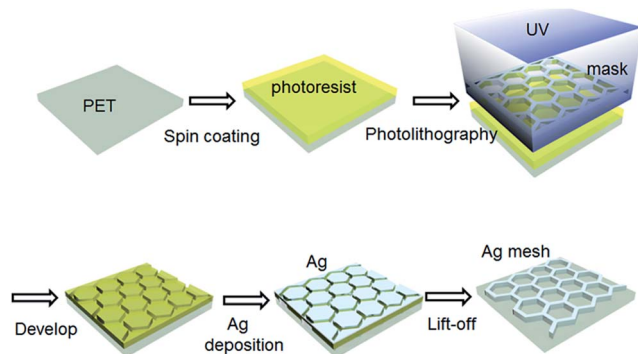 PET
Spin coating
photoresist
Photolithography
UV
mask
Develop
Ag
deposition
Ag
Lift-off
Ag mesh